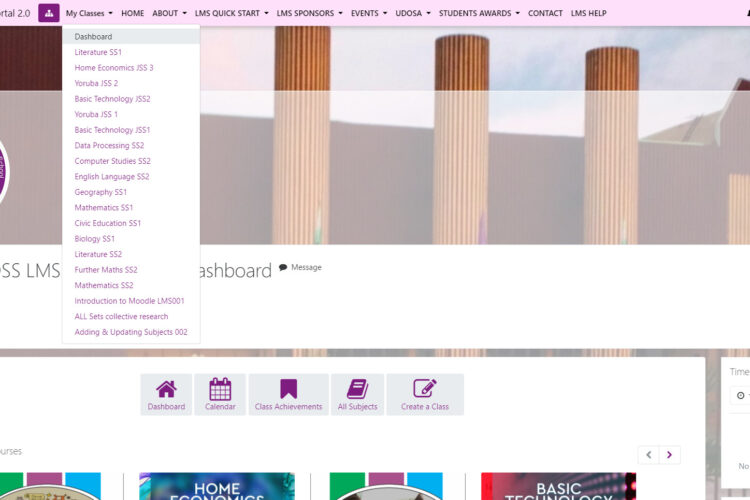 rtal 2.0 My Classes HOME ABOUT LMS QUICK START LMS SPONSORS EVENTS UDOSA STUDENTS AWARDS CONTACT LMS HELP
Dashboard
Literature SS1
Home Economics JSS 3
Yoruba JSS 2
Basic Technology JSS2
Yoruba JSS 1
Basic Technology JSS1
Data Processing SS2
Computer Studies SS2
English Language SS2
Geography SS1
Mathematics SS1
Civic Education SS1
Biology SS1
Literature SS2
Further Maths SS2
Mathematics SS2
Introduction to Moodle LMS001
ALL Sets collective research
Adding & Updating Subjects 002
OSS LMS ashboard Message
Time
Dashboard Calendar Class Achievements All Subjects Create a Class
ourses
No
HOME
ECONOMICS
BASIC
TECHNOLOGY